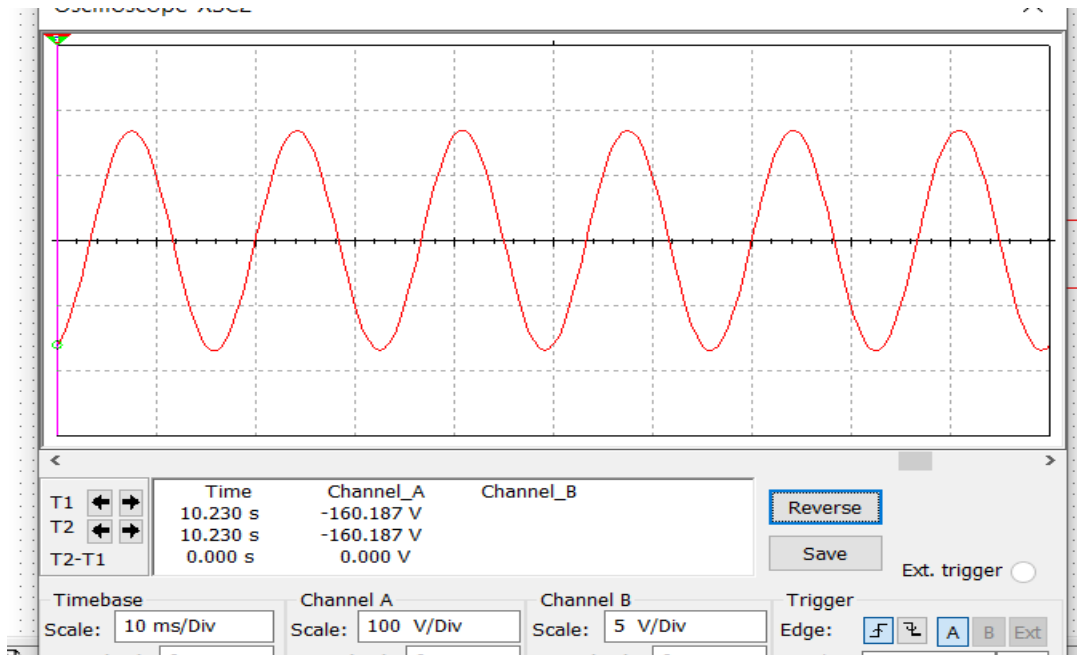 Oscilloscope-XSC2
Time Channel_A Channel_B
T1 10.230 s -160.187 V
T2 10.230 s -160.187 V
T2-T1 0.000 s 0.000 V
Reverse
Save
Ext. trigger
Timebase Channel A Channel B Trigger
Scale: 10 ms/Div Scale: 100 V/Div Scale: 5 V/Div Edge: A B Ext